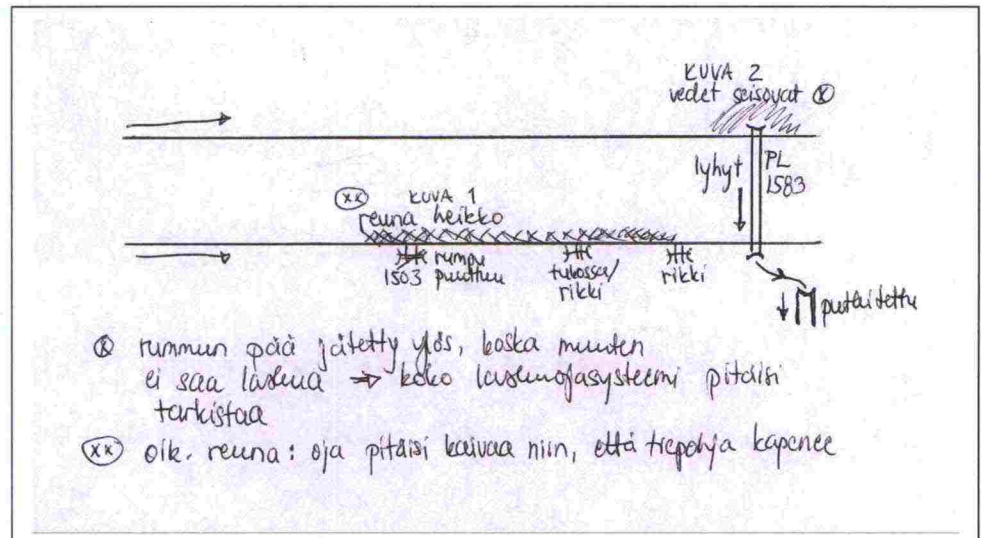 KUVA 2
vedet seisovat ⓧ
lyhyt
PL
1583
ⓧⓧ KUVA 1
reuna heikko
1503 rumpu
puuttuu
tukossa/
rikki
rikki
putkitettu
ⓧ rummun pää jätetty ylös, koska muuten
ei saa laskua ⇒ koko laskuojasysteemi pitäisi
tarkistaa
ⓧⓧ oik. reuna: oja pitäisi kaivaa niin, että tiepohja kapenee